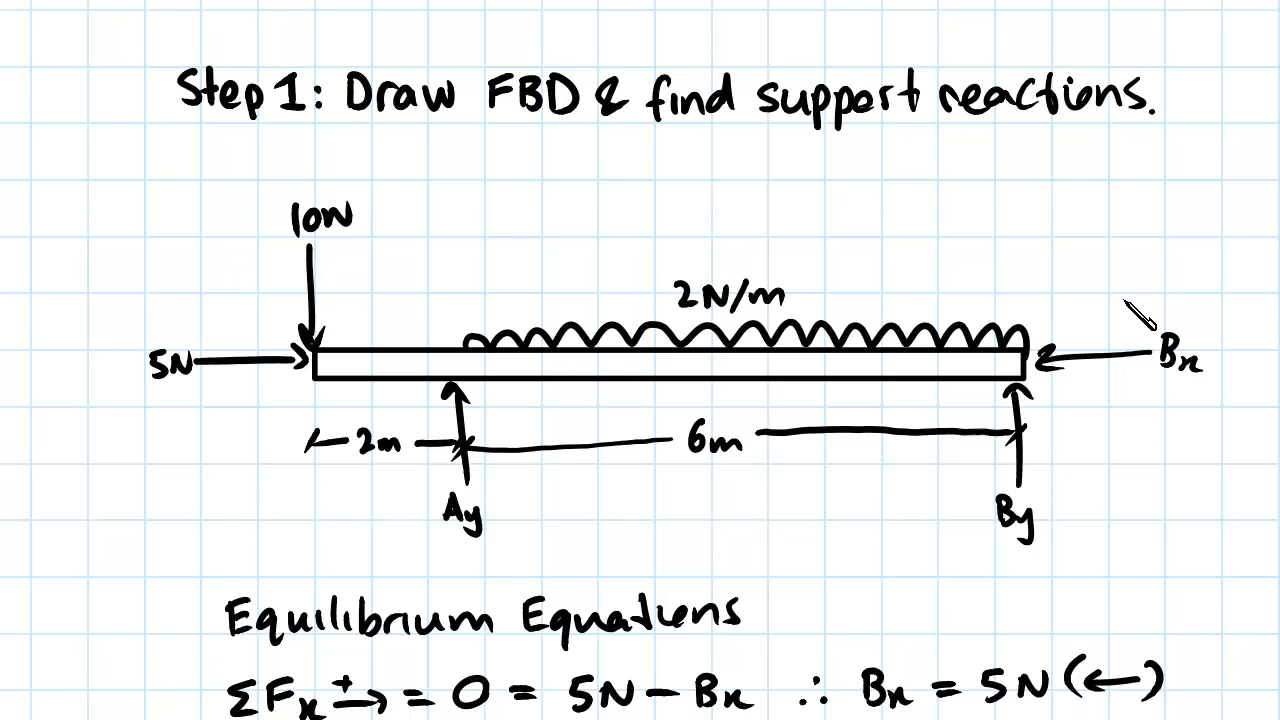 Step 1: Draw FBD & find support reactions.
10N
2N/m
5N
Bx
2m
6m
Ay
By
Equilibrium Equations
ΣFx +→ = 0 = 5N - Bx ∴ Bx = 5N (←)